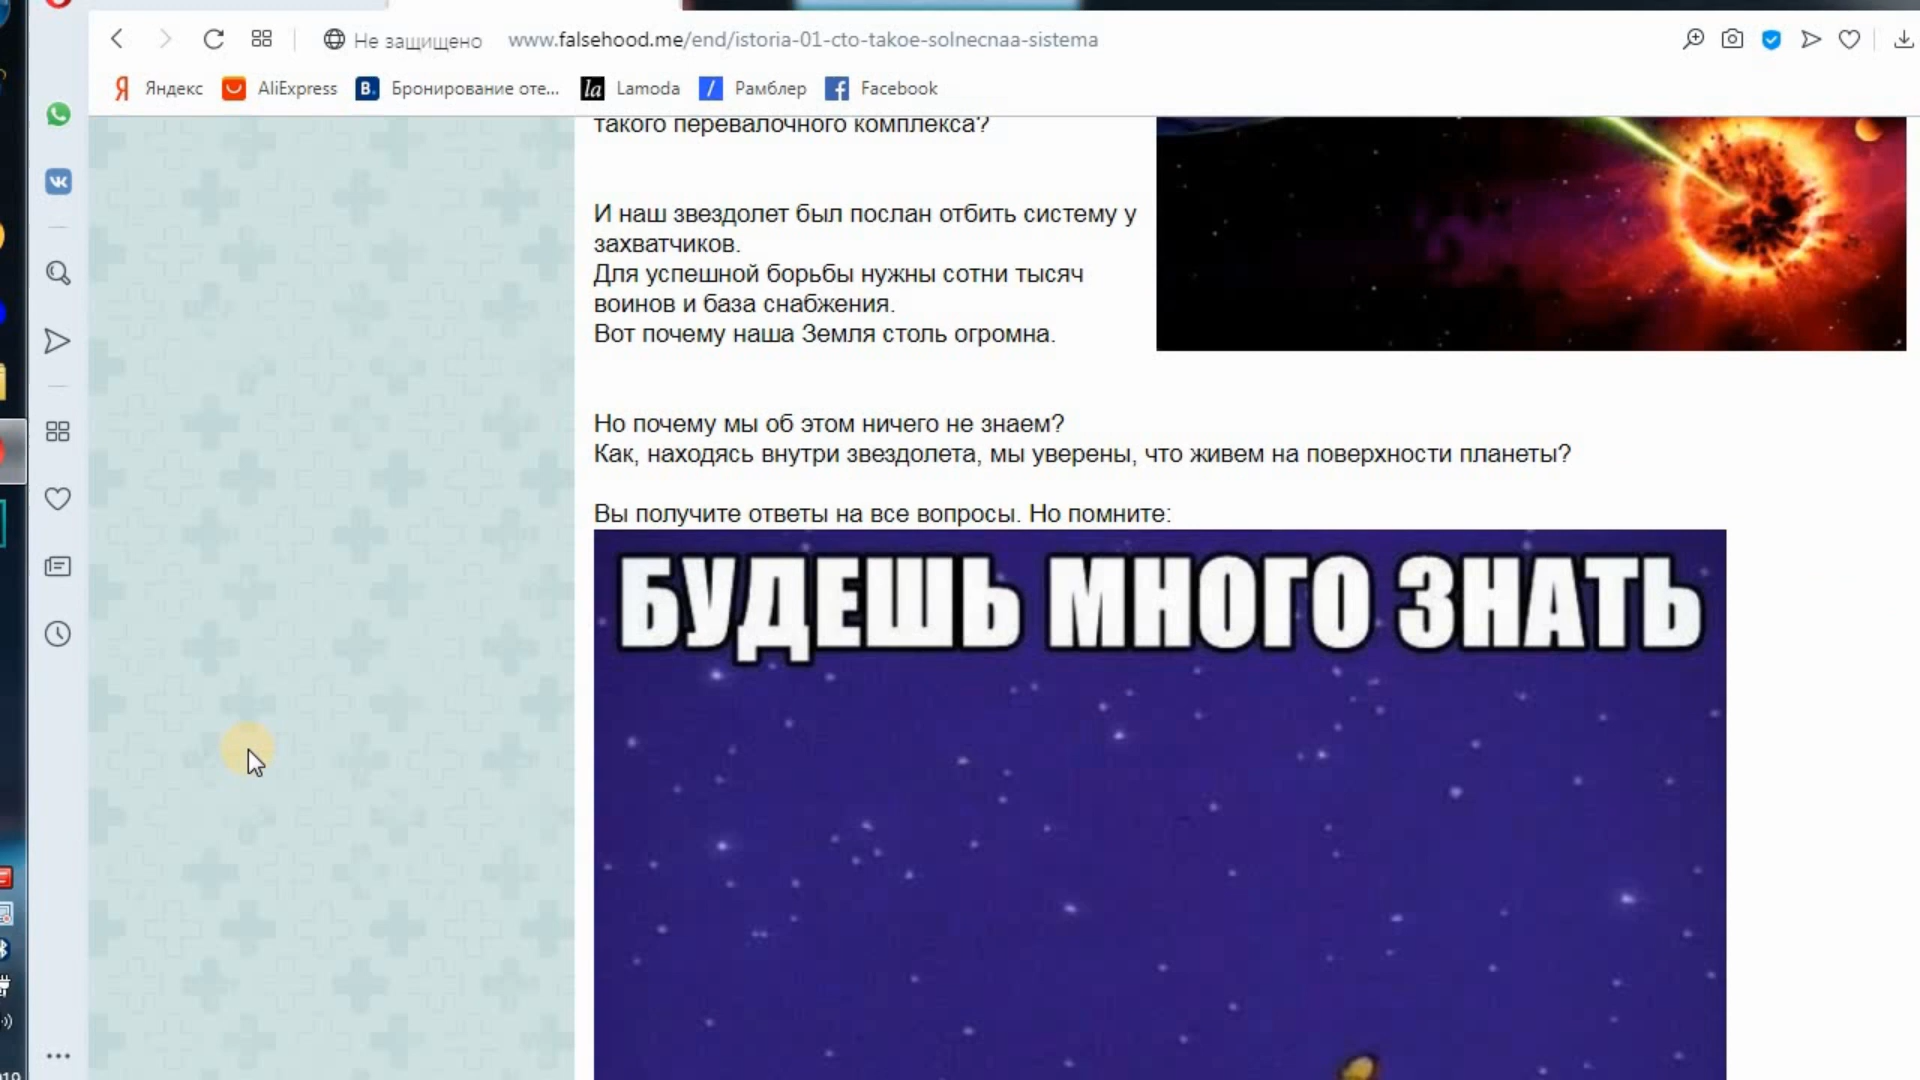 Не защищено www.falsehood.me/end/istoria-01-cto-takoe-solnecnaa-sistema
Яндекс AliExpress B. Бронирование оте... la Lamoda Рамблер Facebook
такого перевалочного комплекса?
И наш звездолет был послан отбить систему у
захватчиков.
Для успешной борьбы нужны сотни тысяч
воинов и база снабжения.
Вот почему наша Земля столь огромна.
Но почему мы об этом ничего не знаем?
Как, находясь внутри звездолета, мы уверены, что живем на поверхности планеты?
Вы получите ответы на все вопросы. Но помните:
БУДЕШЬ МНОГО ЗНАТЬ